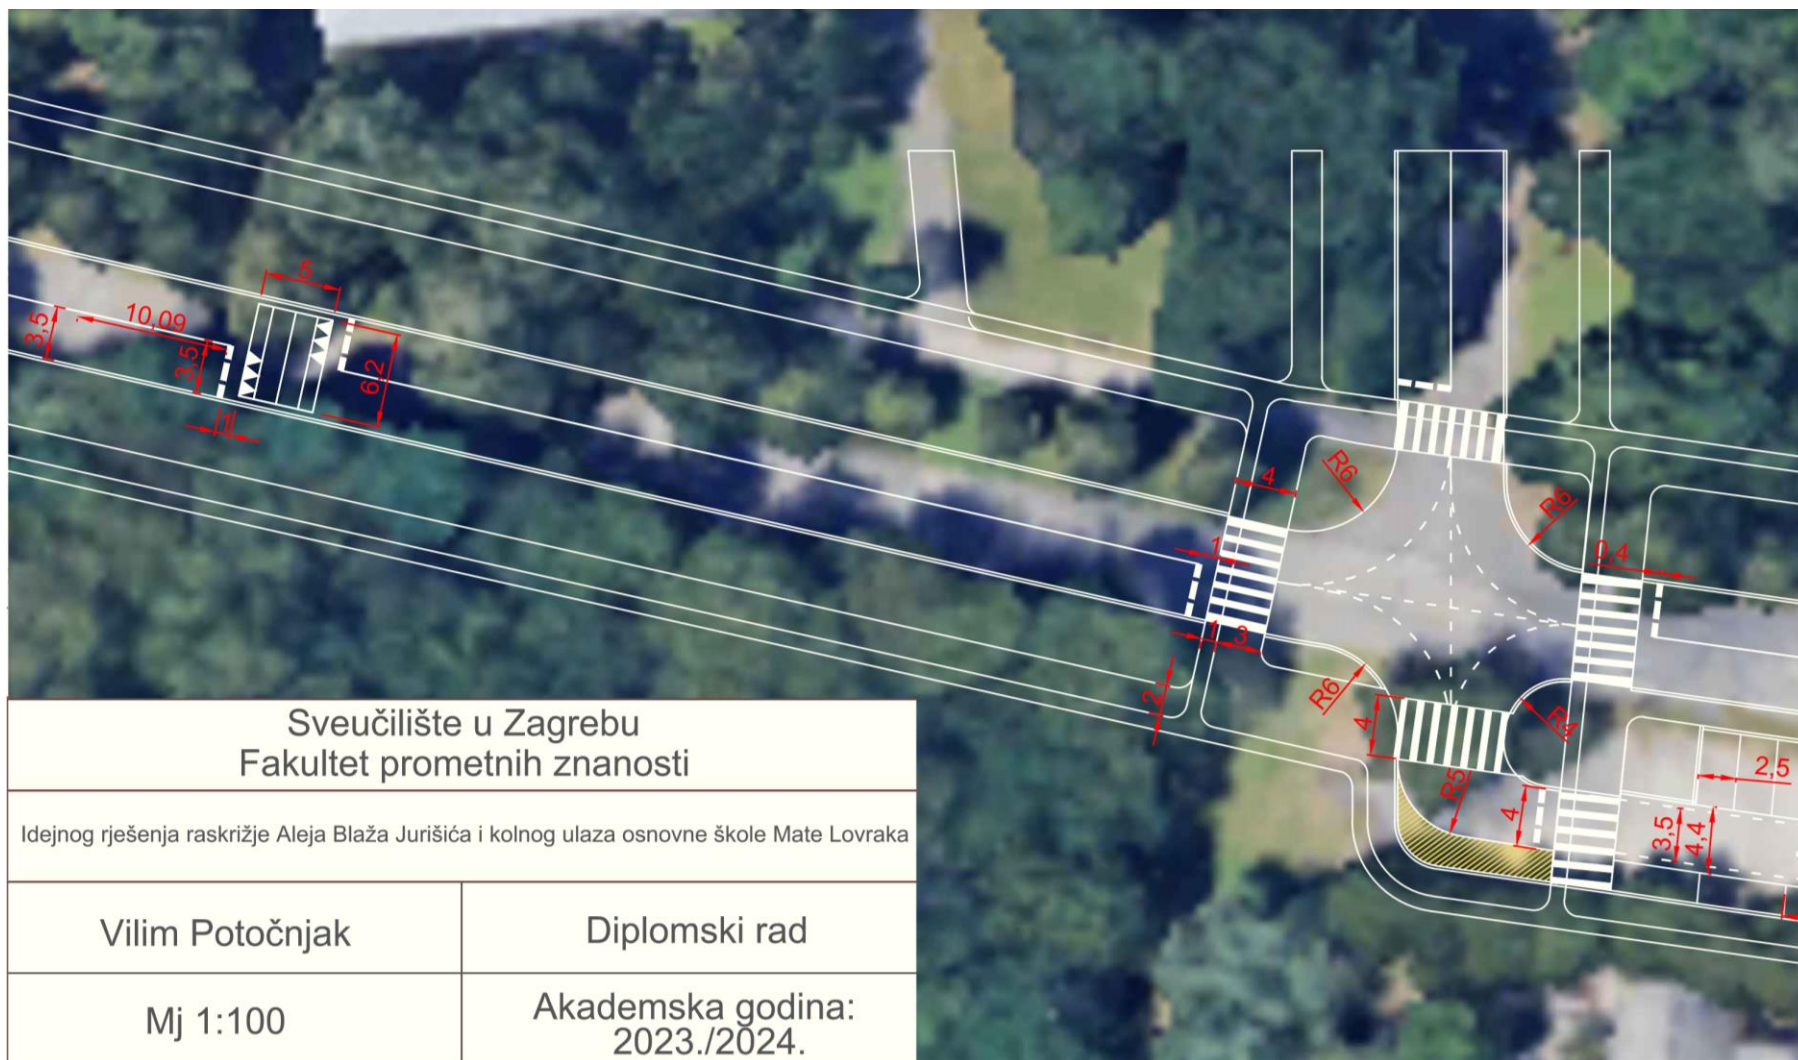 5
10,09
3,5
3,5
6,2
1
R6
4
R6
1
0,4
1
3
2
R6
4
R4
R5
4
2,5
3,5
4,4
Sveučilište u Zagrebu
Fakultet prometnih znanosti
Idejnog rješenja raskrižje Aleja Blaža Jurišića i kolnog ulaza osnovne škole Mate Lovraka
Vilim Potočnjak
Diplomski rad
Mj 1:100
Akademska godina:
2023./2024.